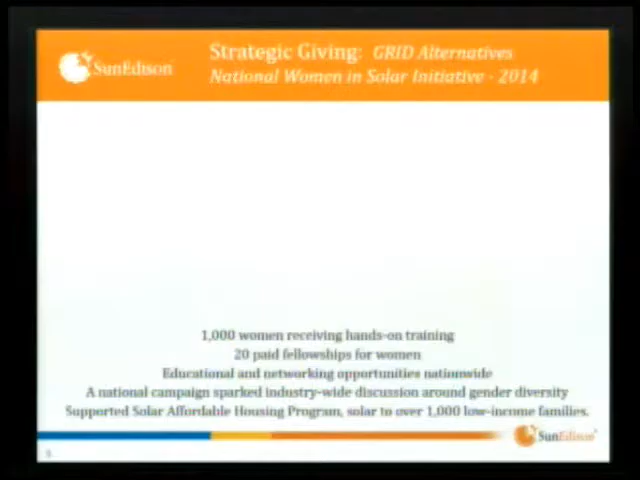 SunEdison
Strategic Giving: GRID Alternatives
National Women in Solar Initiative - 2014
1,000 women receiving hands-on training
20 paid fellowships for women
Educational and networking opportunities nationwide
A national campaign sparked industry-wide discussion around gender diversity
Supported Solar Affordable Housing Program, solar to over 1,000 low-income families.
SunEdison